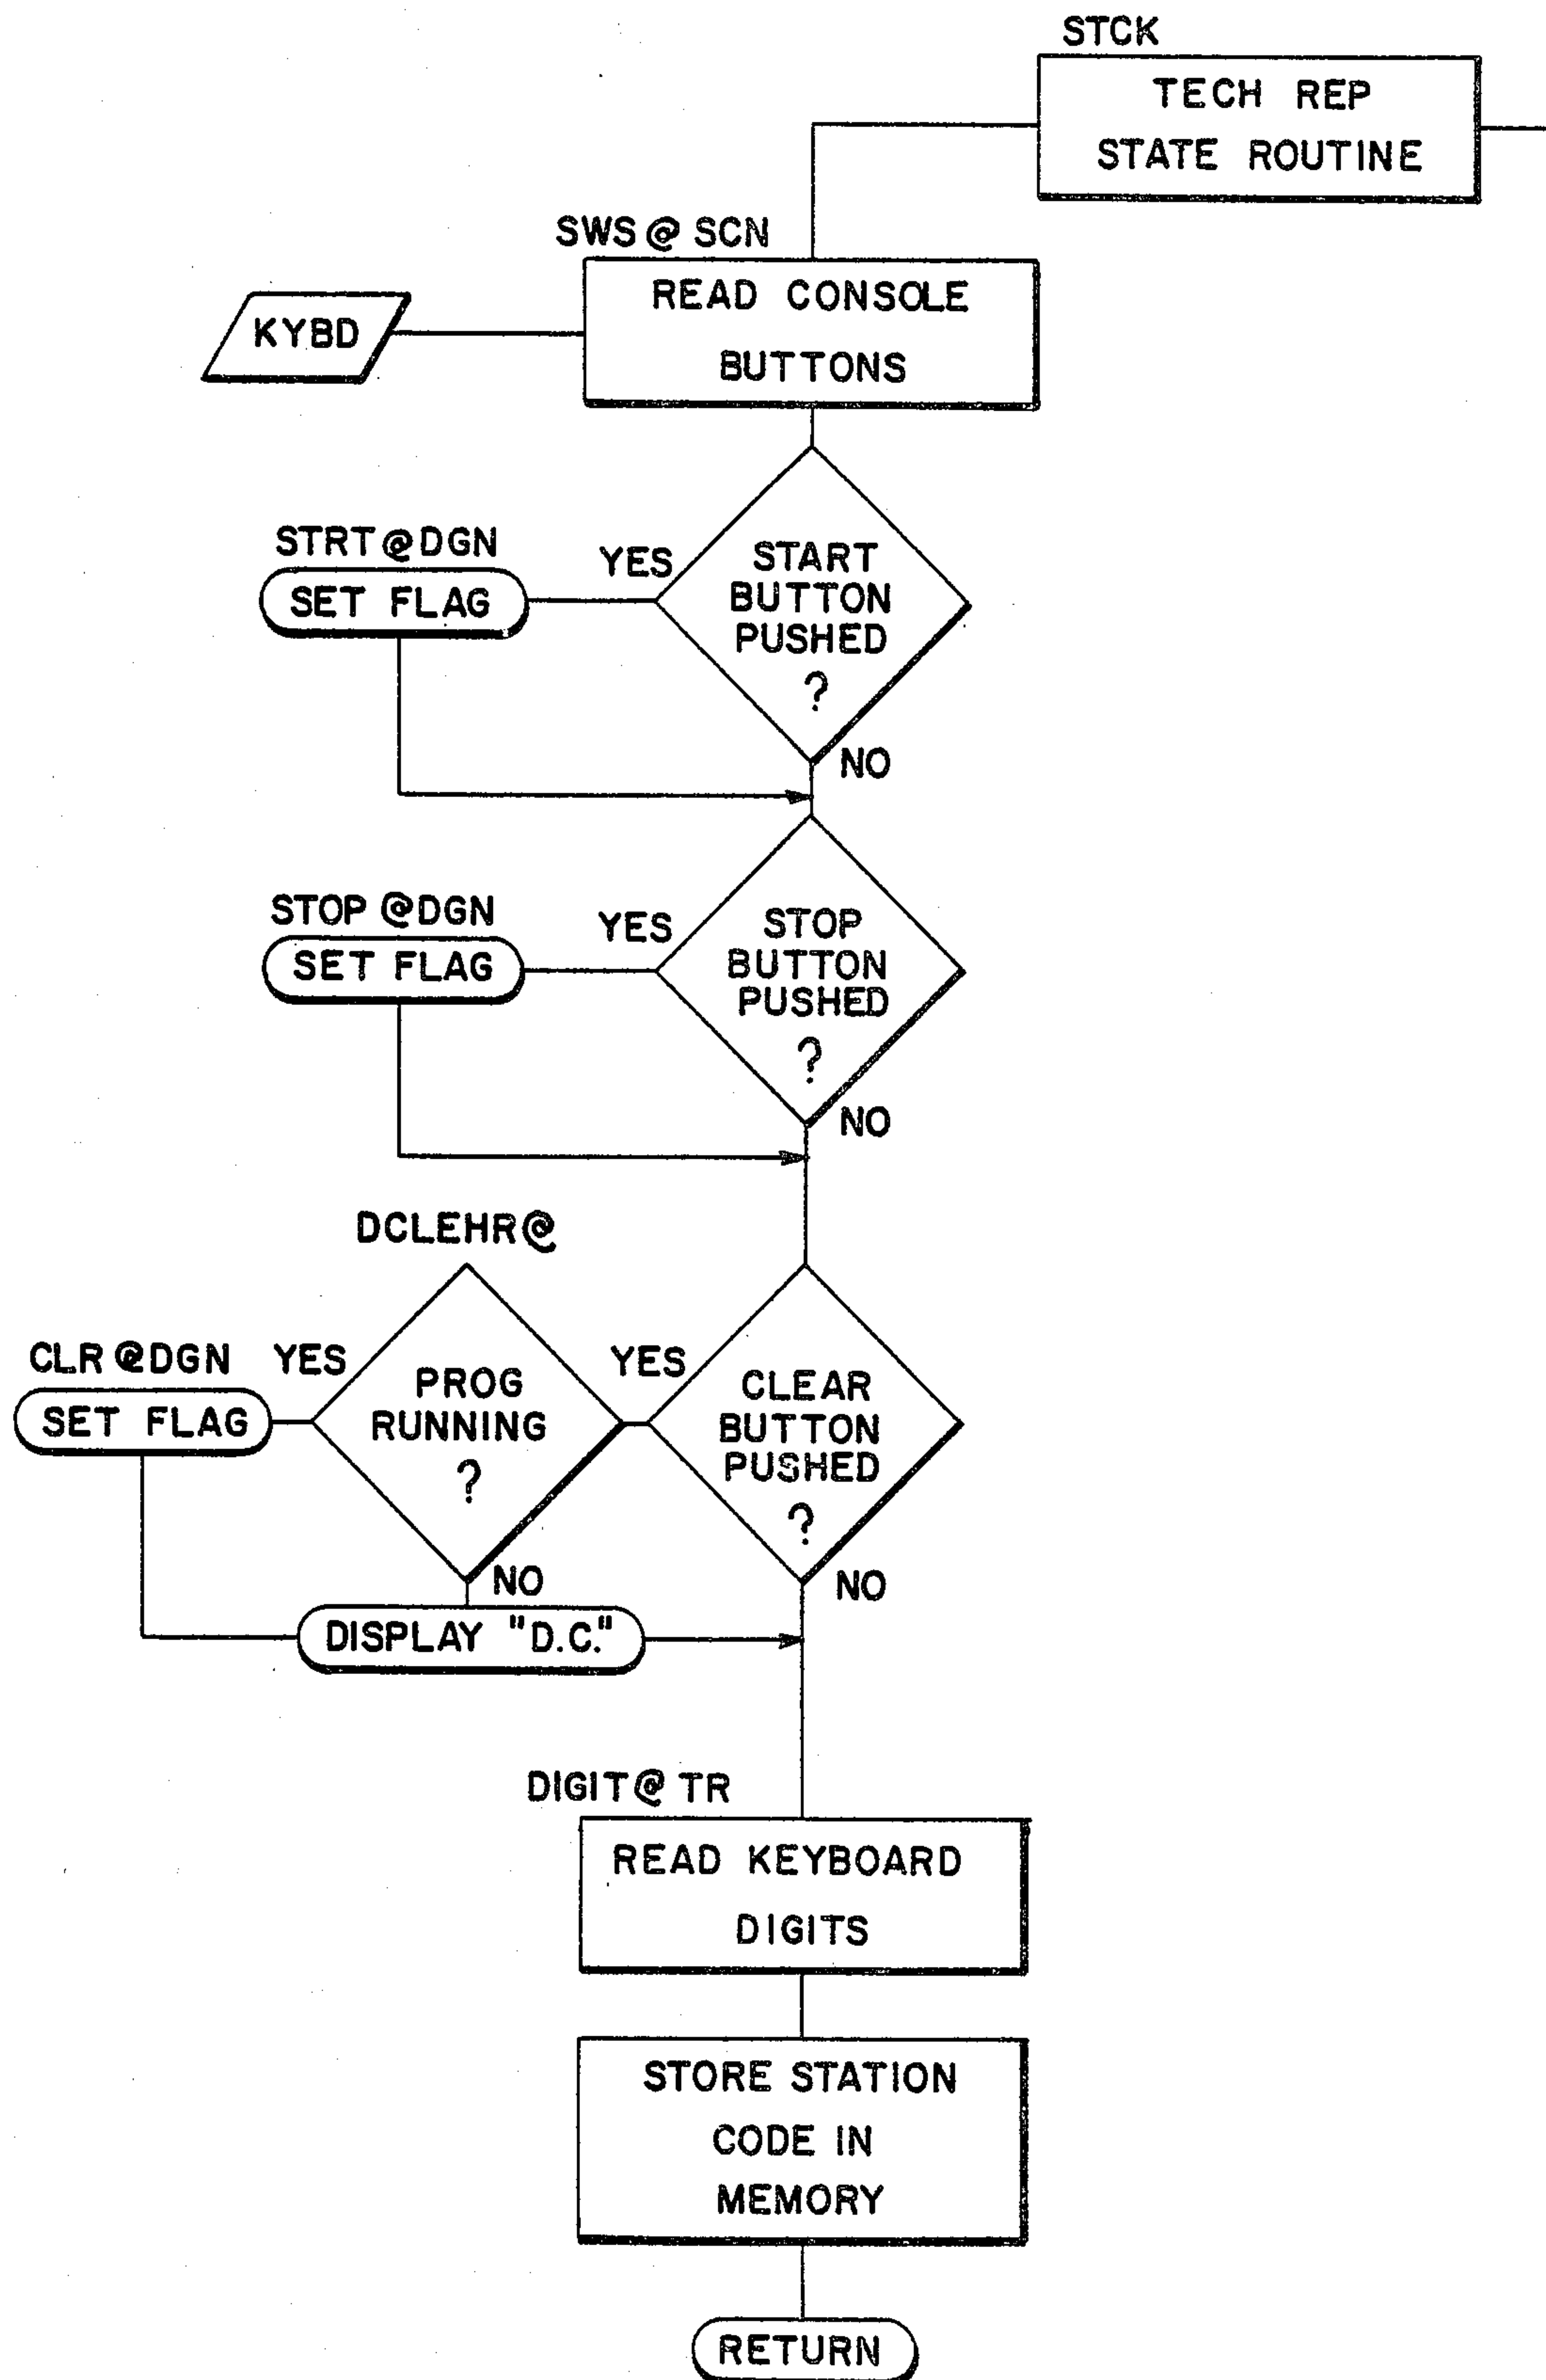 STCK
TECH REP
STATE ROUTINE
SWS @ SCN
READ CONSOLE
BUTTONS
KYBD
STRT @ DGN
SET FLAG
YES
START
BUTTON
PUSHED
?
NO
STOP @DGN
SET FLAG
YES
STOP
BUTTON
PUSHED
?
NO
DCLEHR@
CLR @DGN
SET FLAG
YES
PROG
RUNNING
?
NO
YES
CLEAR
BUTTON
PUSHED
?
NO
DISPLAY "D.C."
DIGIT@ TR
READ KEYBOARD
DIGITS
STORE STATION
CODE IN
MEMORY
RETURN